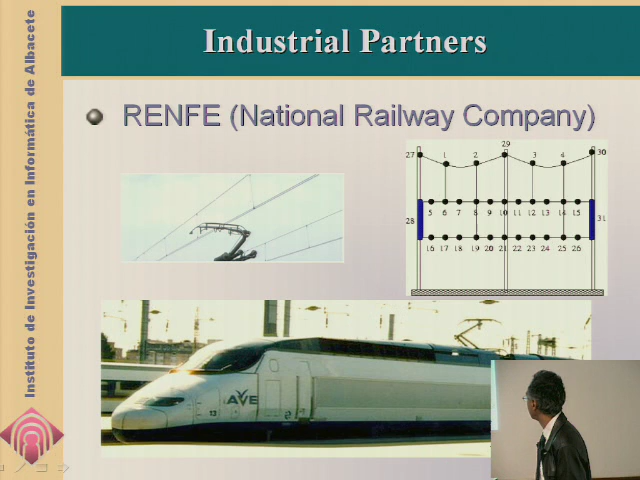 Industrial Partners
Instituto de Investigación en Informática de Albacete
RENFE (National Railway Company)
29
27 1 2 3 4 30
28 5 6 7 8 9 10 11 12 13 14 15 31
16 17 18 19 20 21 22 23 24 25 26
AVE
13